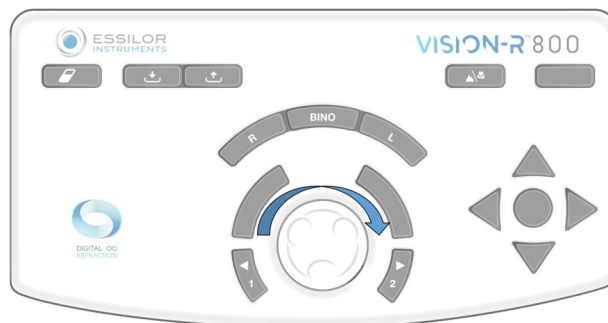 ESSILOR
INSTRUMENTS
VISION-R™800
R
BINO
L
1
2
DIGITAL ∞
REFRACTION